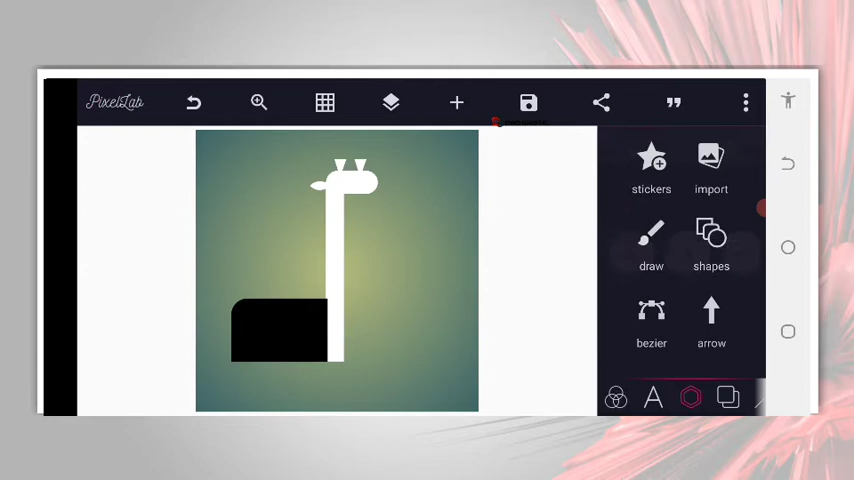 PixelLab
stickers import
draw shapes
bezier arrow